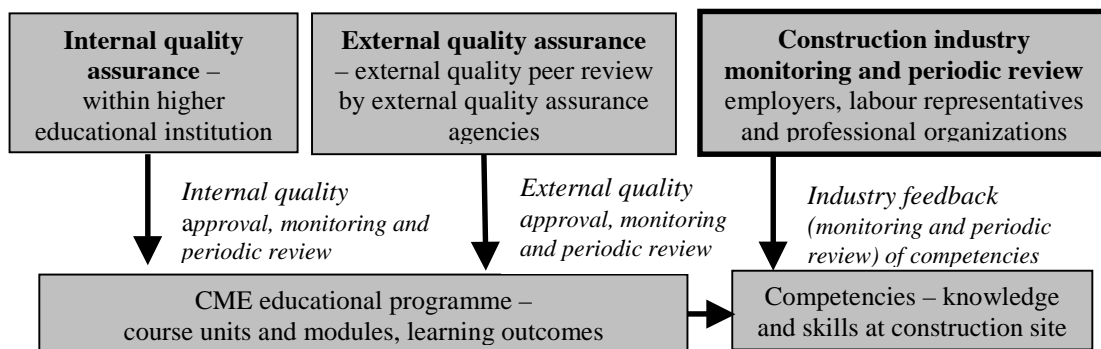 Internal quality
assurance –
within higher
educational institution
External quality assurance
– external quality peer review
by external quality assurance
agencies
Construction industry
monitoring and periodic review
employers, labour representatives
and professional organizations
Internal quality
approval, monitoring and
periodic review
External quality
approval, monitoring
and periodic review
Industry feedback
(monitoring and periodic
review) of competencies
CME educational programme –
course units and modules, learning outcomes
Competencies – knowledge
and skills at construction site